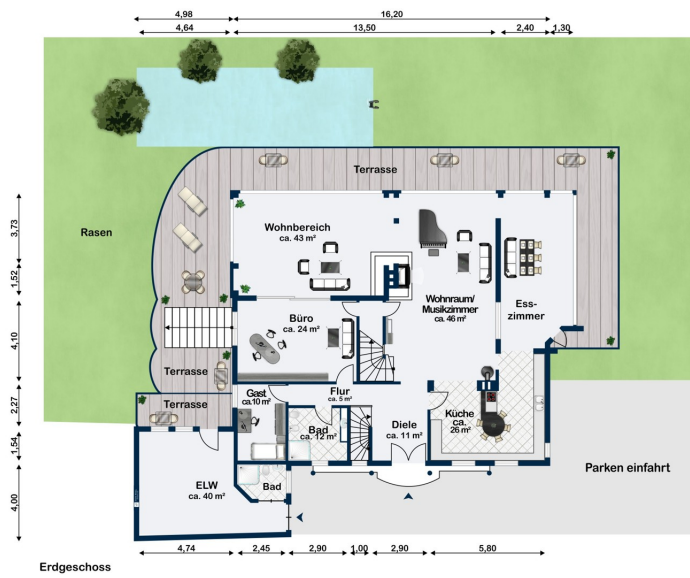 4,98
16,20
4,64
13,50
2,40
1,30
Terrasse
3,73
Rasen
Wohnbereich
ca. 43 m²
1,52
Wohnraum/
Musikzimmer
ca. 46 m²
Ess-
zimmer
Büro
ca. 24 m²
4,10
Terrasse
2,27
Terrasse
Gast
ca.10 m²
Flur
ca. 5 m²
Bad
ca. 12 m²
Diele
ca. 11 m²
Küche
ca.
26 m²
1,54
Parken einfahrt
ELW
ca. 40 m²
Bad
4,00
4,74
2,45
2,90
1,00
2,90
5,80
Erdgeschoss